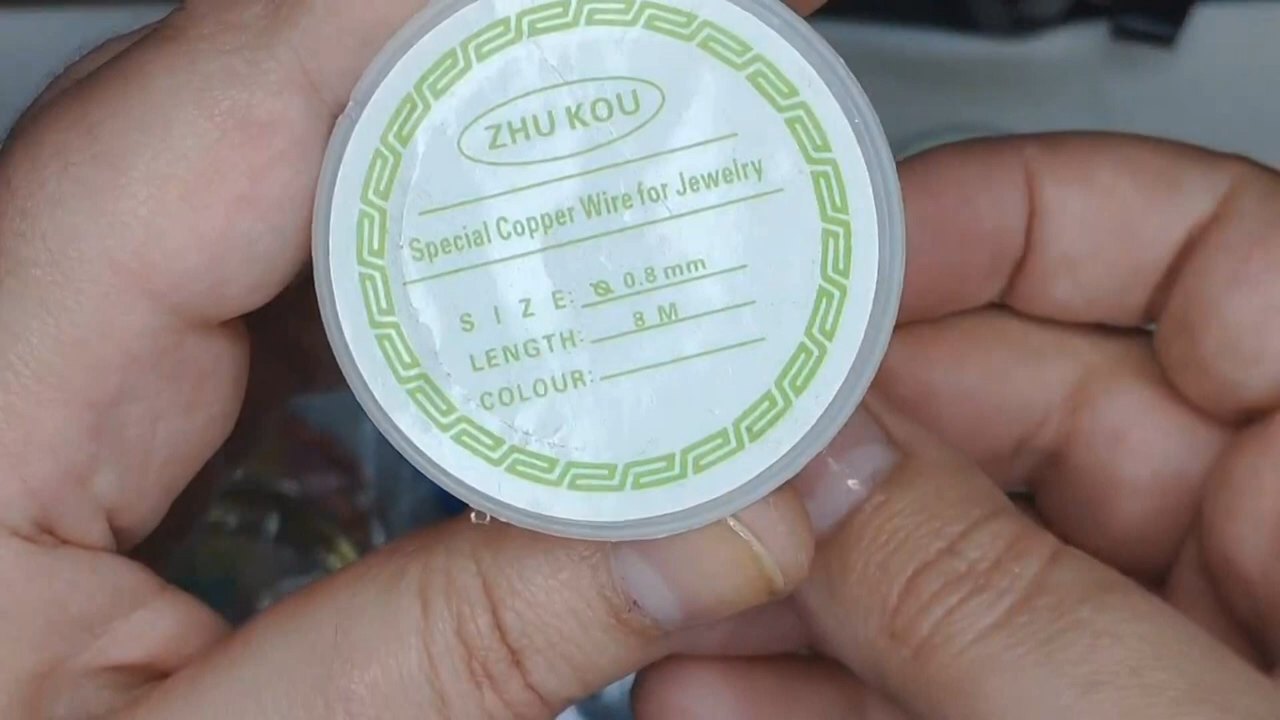 ZHU KOU
Special Copper Wire for Jewelry
SIZE: ⌀ 0.8 mm
LENGTH: 8 M
COLOUR: